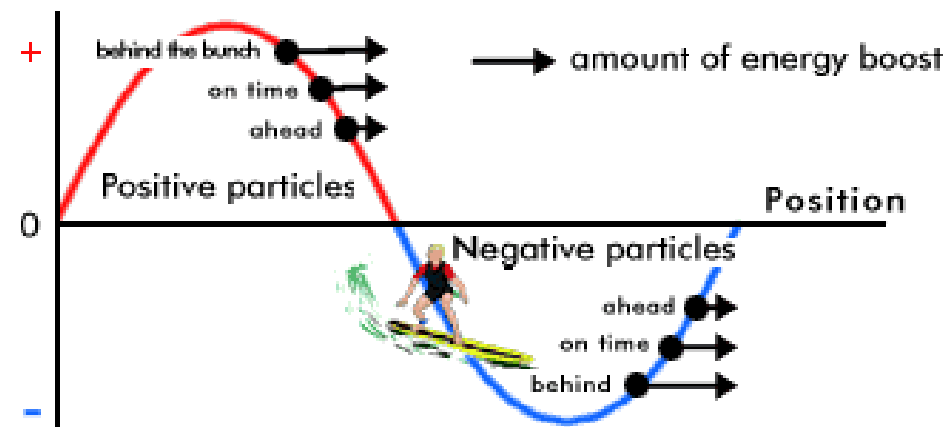 +
behind the bunch
amount of energy boost
on time
ahead
Positive particles
Position
0
Negative particles
ahead
on time
behind
-